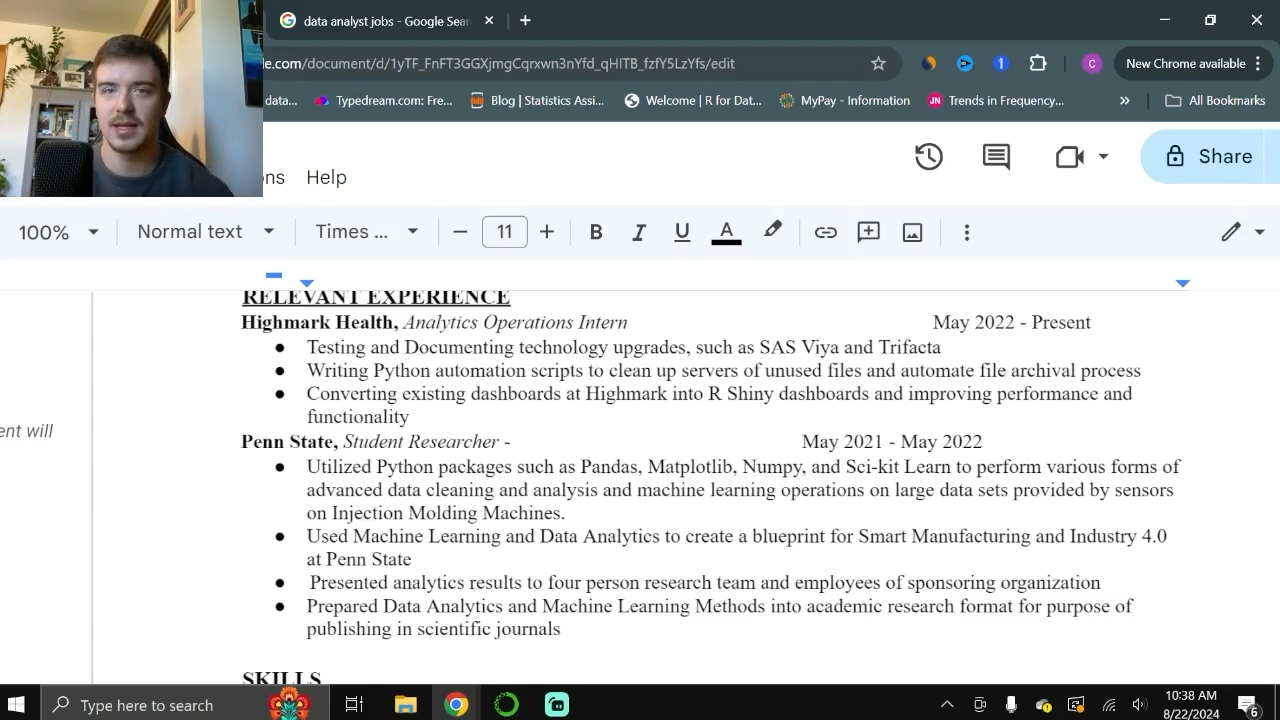 data analyst jobs - Google Sear
le.com/document/d/1yTF_FnFT3GGXjmgCqrxwn3nYfd_qHITB_fzfY5LzYfs/edit
1
C
New Chrome available
data...
Typedream.com: Fre...
Blog | Statistics Assi...
Welcome | R for Dat...
MyPay - Information
JN
Trends in Frequency...
»
All Bookmarks
ns
Help
Share
100%
Normal text
Times ...
11
B
I
U
A
RELEVANT EXPERIENCE
Highmark Health, Analytics Operations Intern May 2022 - Present
● Testing and Documenting technology upgrades, such as SAS Viya and Trifacta
● Writing Python automation scripts to clean up servers of unused files and automate file archival process
● Converting existing dashboards at Highmark into R Shiny dashboards and improving performance and
functionality
ent will
Penn State, Student Researcher - May 2021 - May 2022
● Utilized Python packages such as Pandas, Matplotlib, Numpy, and Sci-kit Learn to perform various forms of
advanced data cleaning and analysis and machine learning operations on large data sets provided by sensors
on Injection Molding Machines.
● Used Machine Learning and Data Analytics to create a blueprint for Smart Manufacturing and Industry 4.0
at Penn State
● Presented analytics results to four person research team and employees of sponsoring organization
● Prepared Data Analytics and Machine Learning Methods into academic research format for purpose of
publishing in scientific journals
SKILLS
Type here to search
10:38 AM
8/22/2024
6